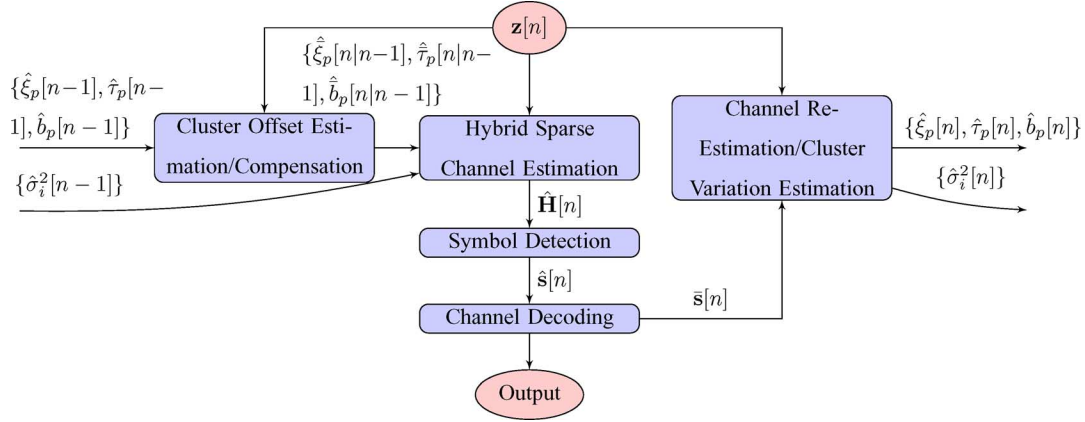 z[n]
{ξ̂_p[n−1], τ̂_p[n−
1], b̂_p[n−1]}
{σ̂_i^2[n−1]}
Cluster Offset Esti-
mation/Compensation
{ξ̄̂_p[n|n−1], τ̄̂_p[n|n−
1], b̄̂_p[n|n−1]}
Hybrid Sparse
Channel Estimation
Ĥ[n]
Symbol Detection
ŝ[n]
Channel Decoding
s̄[n]
Output
Channel Re-
Estimation/Cluster
Variation Estimation
{ξ̂_p[n], τ̂_p[n], b̂_p[n]}
{σ̂_i^2[n]}